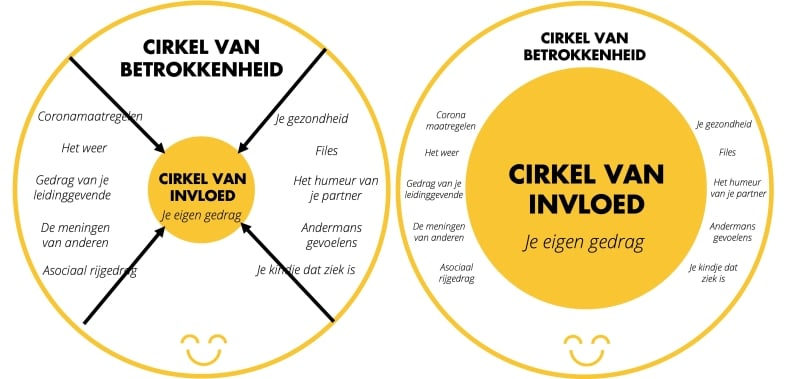 CIRKEL VAN
BETROKKENHEID
Coronamaatregelen
Het weer
Gedrag van je
leidinggevende
De meningen
van anderen
Asociaal rijgedrag
CIRKEL VAN
INVLOED
Je eigen gedrag
Je gezondheid
Files
Het humeur van
je partner
Andermans
gevoelens
Je kindje dat ziek is
CIRKEL VAN
BETROKKENHEID
Corona
maatregelen
Het weer
Gedrag van je
leidinggevende
De meningen
van anderen
Asociaal
rijgedrag
CIRKEL VAN
INVLOED
Je eigen gedrag
Je gezondheid
Files
Het humeur
van je partner
Andermans
gevoelens
Je kindje dat
ziek is